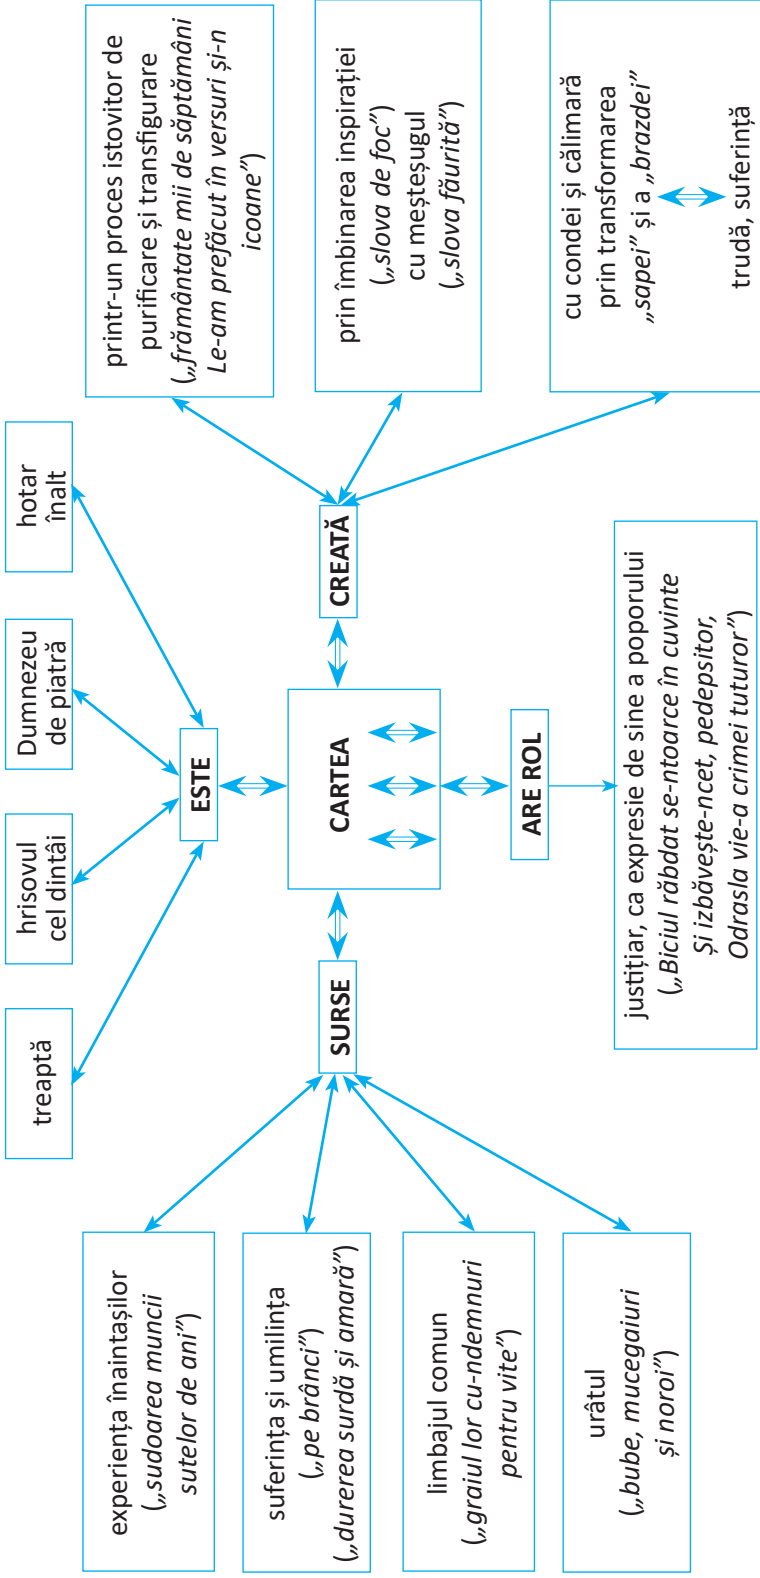 treaptă
hrisovul
cel dintâi
Dumnezeu
de piatră
hotar
înalt
ESTE
experiența înaintașilor
(„sudoarea muncii
sutelor de ani”)
suferința și umilința
(„pe brânci”)
(„durerea surdă și amară”)
limbajul comun
(„graiul lor cu-ndemnuri
pentru vite”)
urâtul
(„bube, mucegaiuri
și noroi”)
SURSE
CARTEA
CREATĂ
printr-un proces istovitor de
purificare și transfigurare
(„frământate mii de săptămâni
Le-am prefăcut în versuri și-n
icoane”)
prin îmbinarea inspirației
(„slova de foc”)
cu meșteșugul
(„slova făurită”)
cu condei și călimară
prin transformarea
„sapei” și a „brazdei”
trudă, suferință
ARE ROL
justițiar, ca expresie de sine a poporului
(„Biciul răbdat se-ntoarce în cuvinte
Și izbăvește-ncet, pedepsitor,
Odrasla vie-a crimei tuturor”)